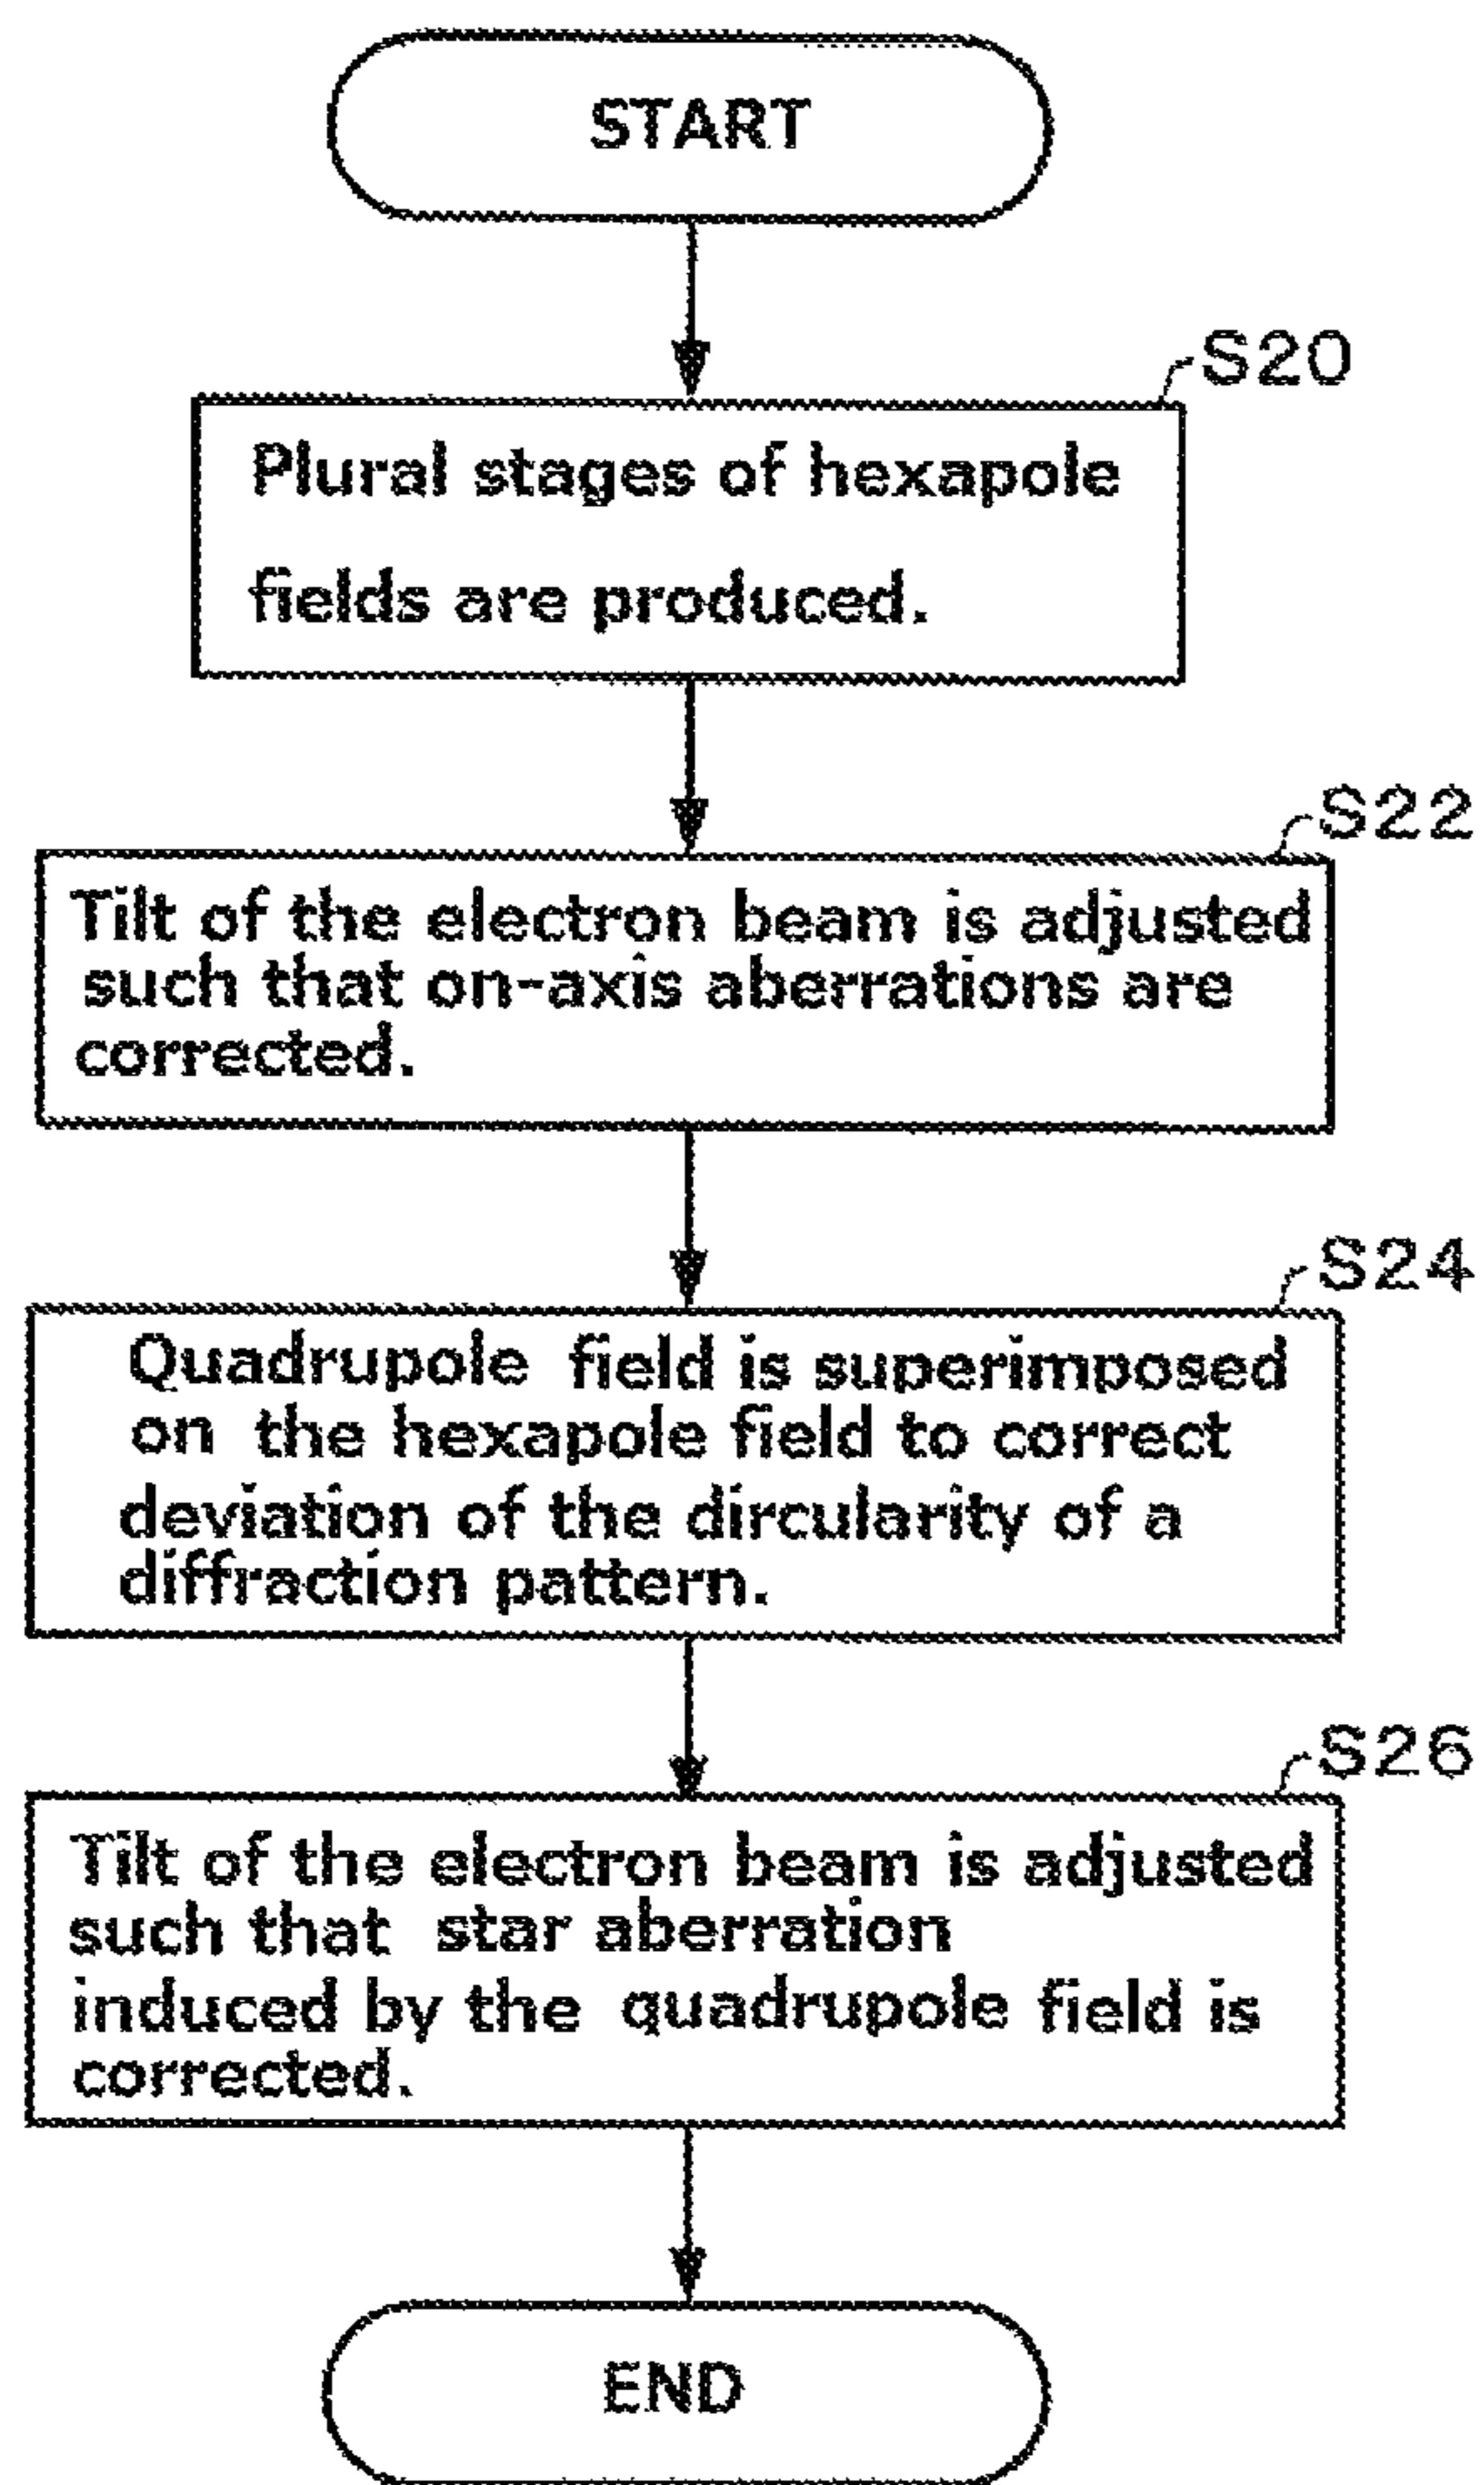 START
S20
Plural stages of hexapole
fields are produced.
S22
Tilt of the electron beam is adjusted
such that on-axis aberrations are
corrected.
S24
Quadrupole field is superimposed
on the hexapole field to correct
deviation of the dircularity of a
diffraction pattern.
S26
Tilt of the electron beam is adjusted
such that star aberration
induced by the quadrupole field is
corrected.
END